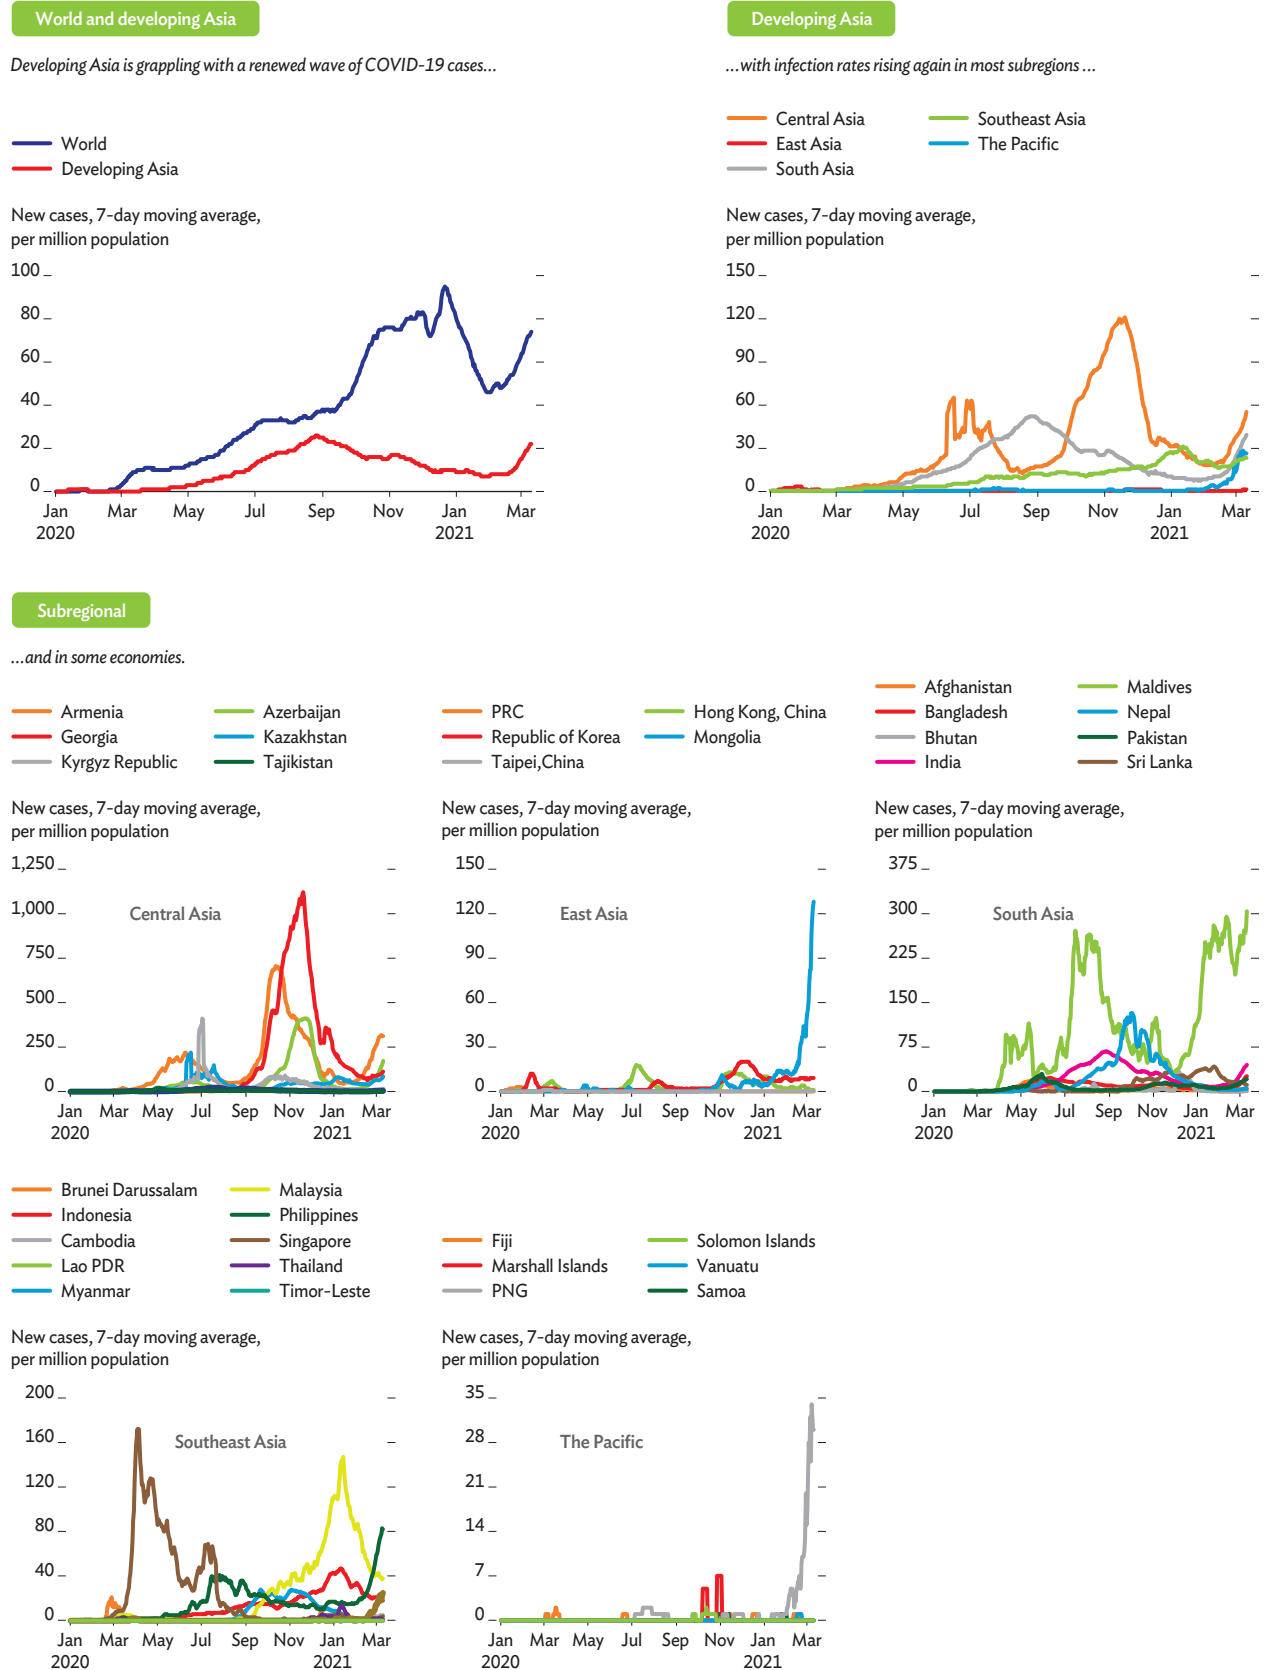 World and developing Asia
Developing Asia is grappling with a renewed wave of COVID-19 cases...
World
Developing Asia
New cases, 7-day moving average,
per million population
100
80
60
40
20
0
Jan Mar May Jul Sep Nov Jan Mar
2020 2021
Developing Asia
...with infection rates rising again in most subregions ...
Central Asia Southeast Asia
East Asia The Pacific
South Asia
New cases, 7-day moving average,
per million population
150
120
90
60
30
0
Jan Mar May Jul Sep Nov Jan Mar
2020 2021
Subregional
...and in some economies.
Armenia Azerbaijan
Georgia Kazakhstan
Kyrgyz Republic Tajikistan
New cases, 7-day moving average,
per million population
1,250
1,000
750
500
250
0
Central Asia
Jan Mar May Jul Sep Nov Jan Mar
2020 2021
PRC Hong Kong, China
Republic of Korea Mongolia
Taipei,China
New cases, 7-day moving average,
per million population
150
120
90
60
30
0
East Asia
Jan Mar May Jul Sep Nov Jan Mar
2020 2021
Afghanistan Maldives
Bangladesh Nepal
Bhutan Pakistan
India Sri Lanka
New cases, 7-day moving average,
per million population
375
300
225
150
75
0
South Asia
Jan Mar May Jul Sep Nov Jan Mar
2020 2021
Brunei Darussalam Malaysia
Indonesia Philippines
Cambodia Singapore
Lao PDR Thailand
Myanmar Timor-Leste
New cases, 7-day moving average,
per million population
200
160
120
80
40
0
Southeast Asia
Jan Mar May Jul Sep Nov Jan Mar
2020 2021
Fiji Solomon Islands
Marshall Islands Vanuatu
PNG Samoa
New cases, 7-day moving average,
per million population
35
28
21
14
7
0
The Pacific
Jan Mar May Jul Sep Nov Jan Mar
2020 2021